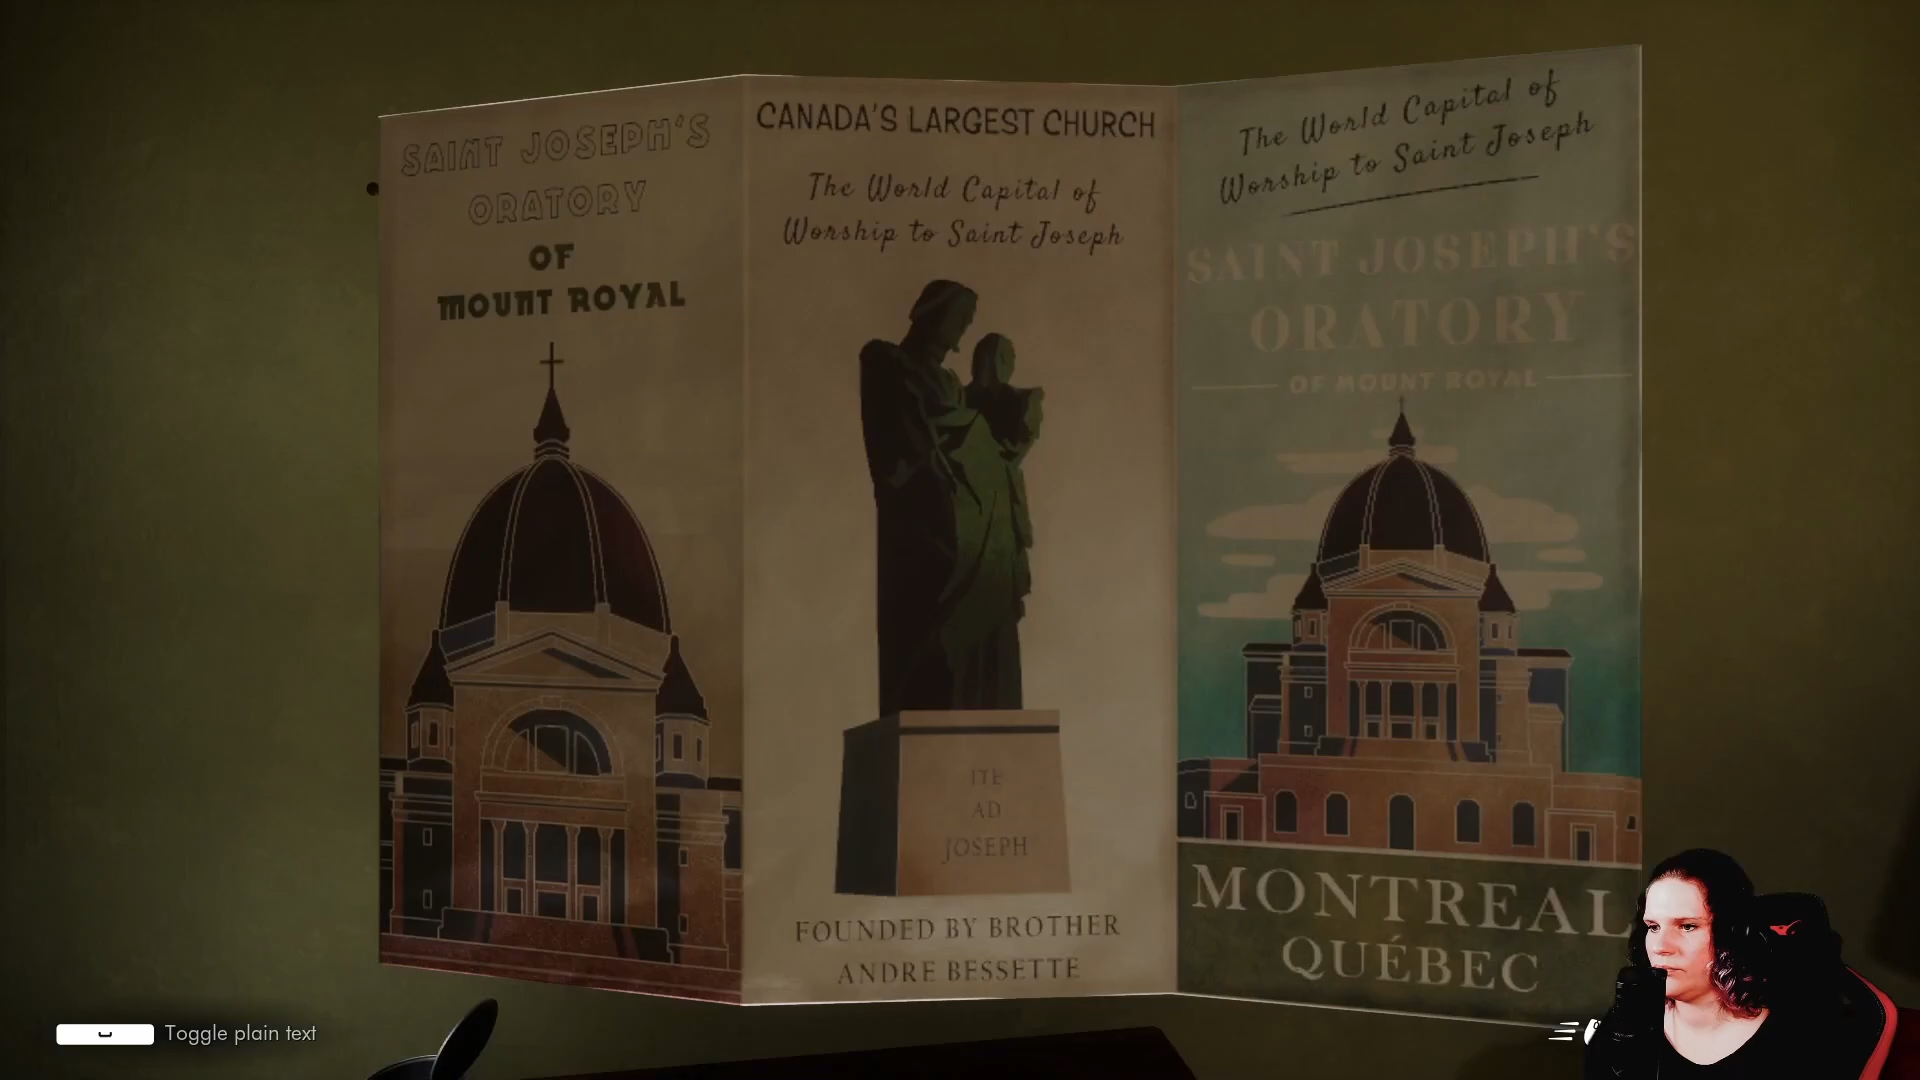 SAINT JOSEPH'S
ORATORY
OF
MOUNT ROYAL
CANADA'S LARGEST CHURCH
The World Capital of
Worship to Saint Joseph
ITE
AD
JOSEPH
FOUNDED BY BROTHER
ANDRE BESSETTE
The World Capital of
Worship to Saint Joseph
SAINT JOSEPH'S
ORATORY
OF MOUNT ROYAL
MONTREAL
QUÉBEC
Toggle plain text